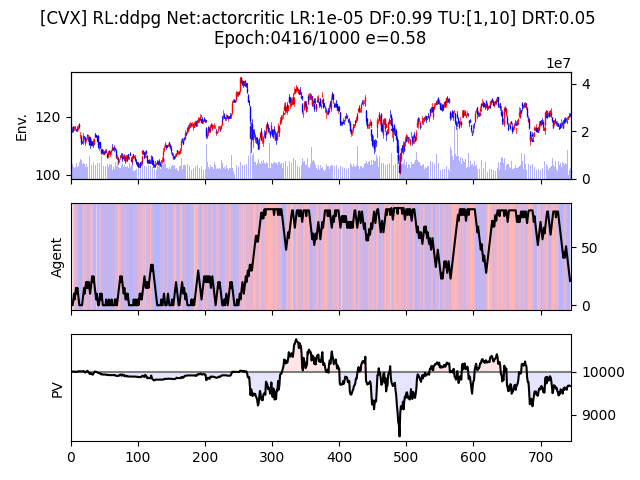 [CVX] RL:ddpg Net:actorcritic LR:1e-05 DF:0.99 TU:[1,10] DRT:0.05
Epoch:0416/1000 e=0.58
1e7
Env.
120
100
4
2
0
Agent
50
0
PV
10000
9000
0 100 200 300 400 500 600 700